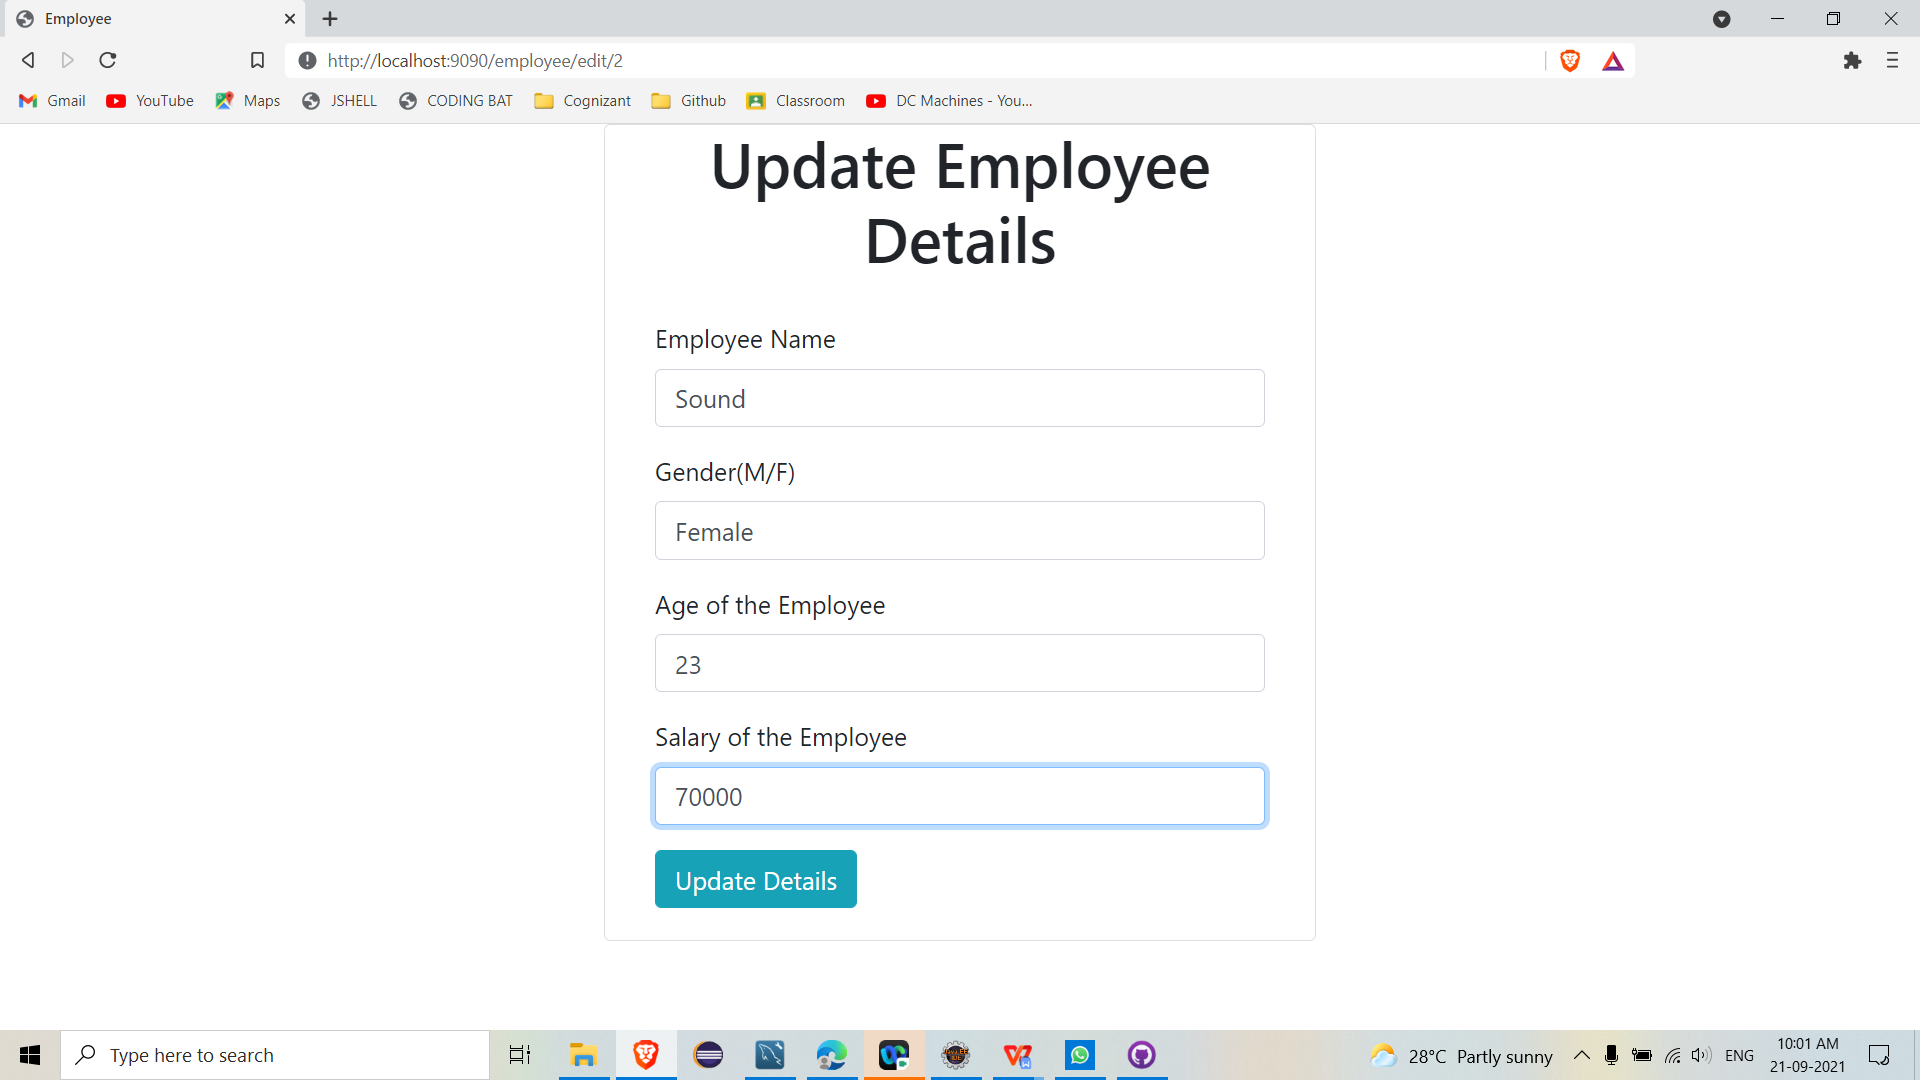 Employee
http://localhost:9090/employee/edit/2
Gmail
YouTube
Maps
JSHELL
CODING BAT
Cognizant
Github
Classroom
DC Machines - You...
Update Employee
Details
Employee Name
Sound
Gender(M/F)
Female
Age of the Employee
23
Salary of the Employee
70000
Update Details
Type here to search
28°C Partly sunny
ENG
10:01 AM
21-09-2021